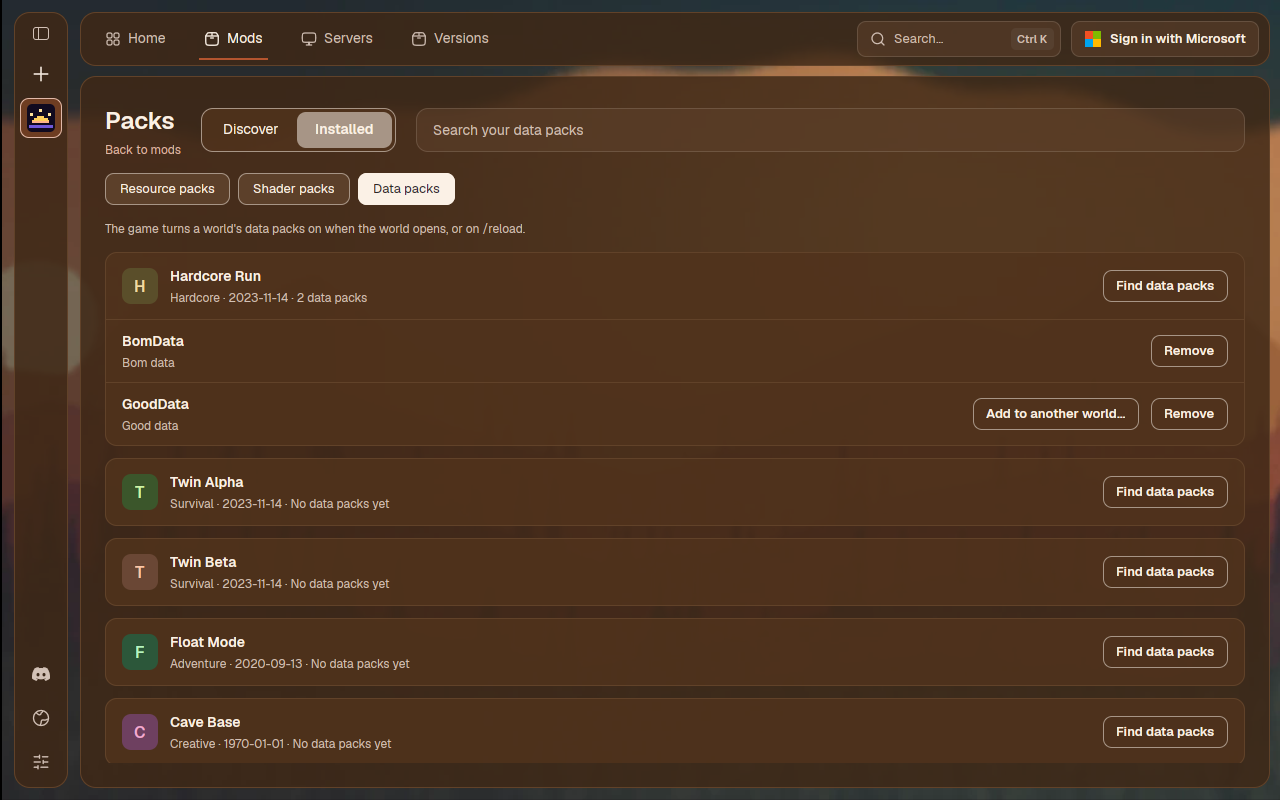 Home
Mods
Servers
Versions
Search…
Ctrl K
Sign in with Microsoft
Packs
Back to mods
Discover
Installed
Search your data packs
Resource packs
Shader packs
Data packs
The game turns a world's data packs on when the world opens, or on /reload.
H
Hardcore Run
Hardcore · 2023-11-14 · 2 data packs
Find data packs
BomData
Bom data
Remove
GoodData
Good data
Add to another world…
Remove
T
Twin Alpha
Survival · 2023-11-14 · No data packs yet
Find data packs
T
Twin Beta
Survival · 2023-11-14 · No data packs yet
Find data packs
F
Float Mode
Adventure · 2020-09-13 · No data packs yet
Find data packs
C
Cave Base
Creative · 1970-01-01 · No data packs yet
Find data packs